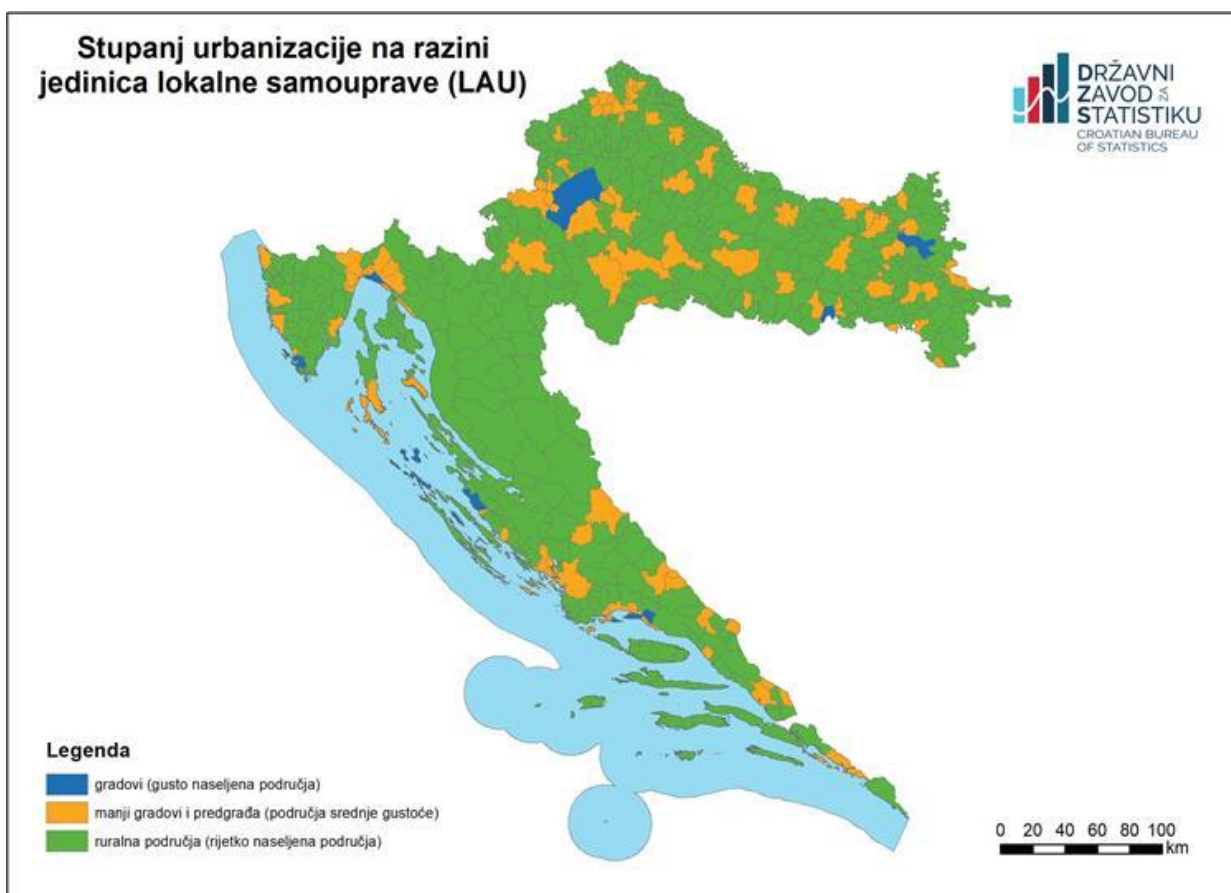 Stupanj urbanizacije na razini
jedinica lokalne samouprave (LAU)
DRŽAVNI
ZAVOD ZA
STATISTIKU
CROATIAN BUREAU
OF STATISTICS
Legenda
gradovi (gusto naseljena područja)
manji gradovi i predgrađa (područja srednje gustoće)
ruralna područja (rijetko naseljena područja)
0 20 40 60 80 100
km